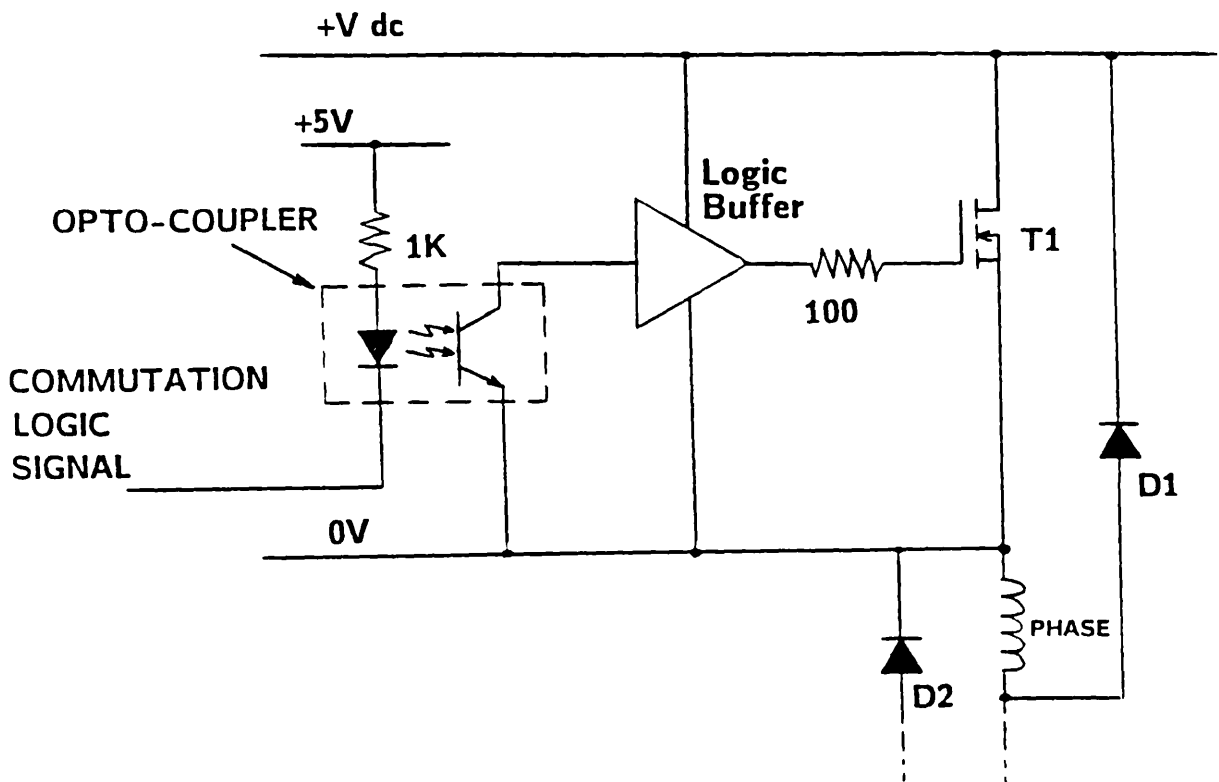 +V dc
+5V
Logic
Buffer
OPTO-COUPLER
1K
T1
100
COMMUTATION
LOGIC
SIGNAL
D1
0V
PHASE
D2